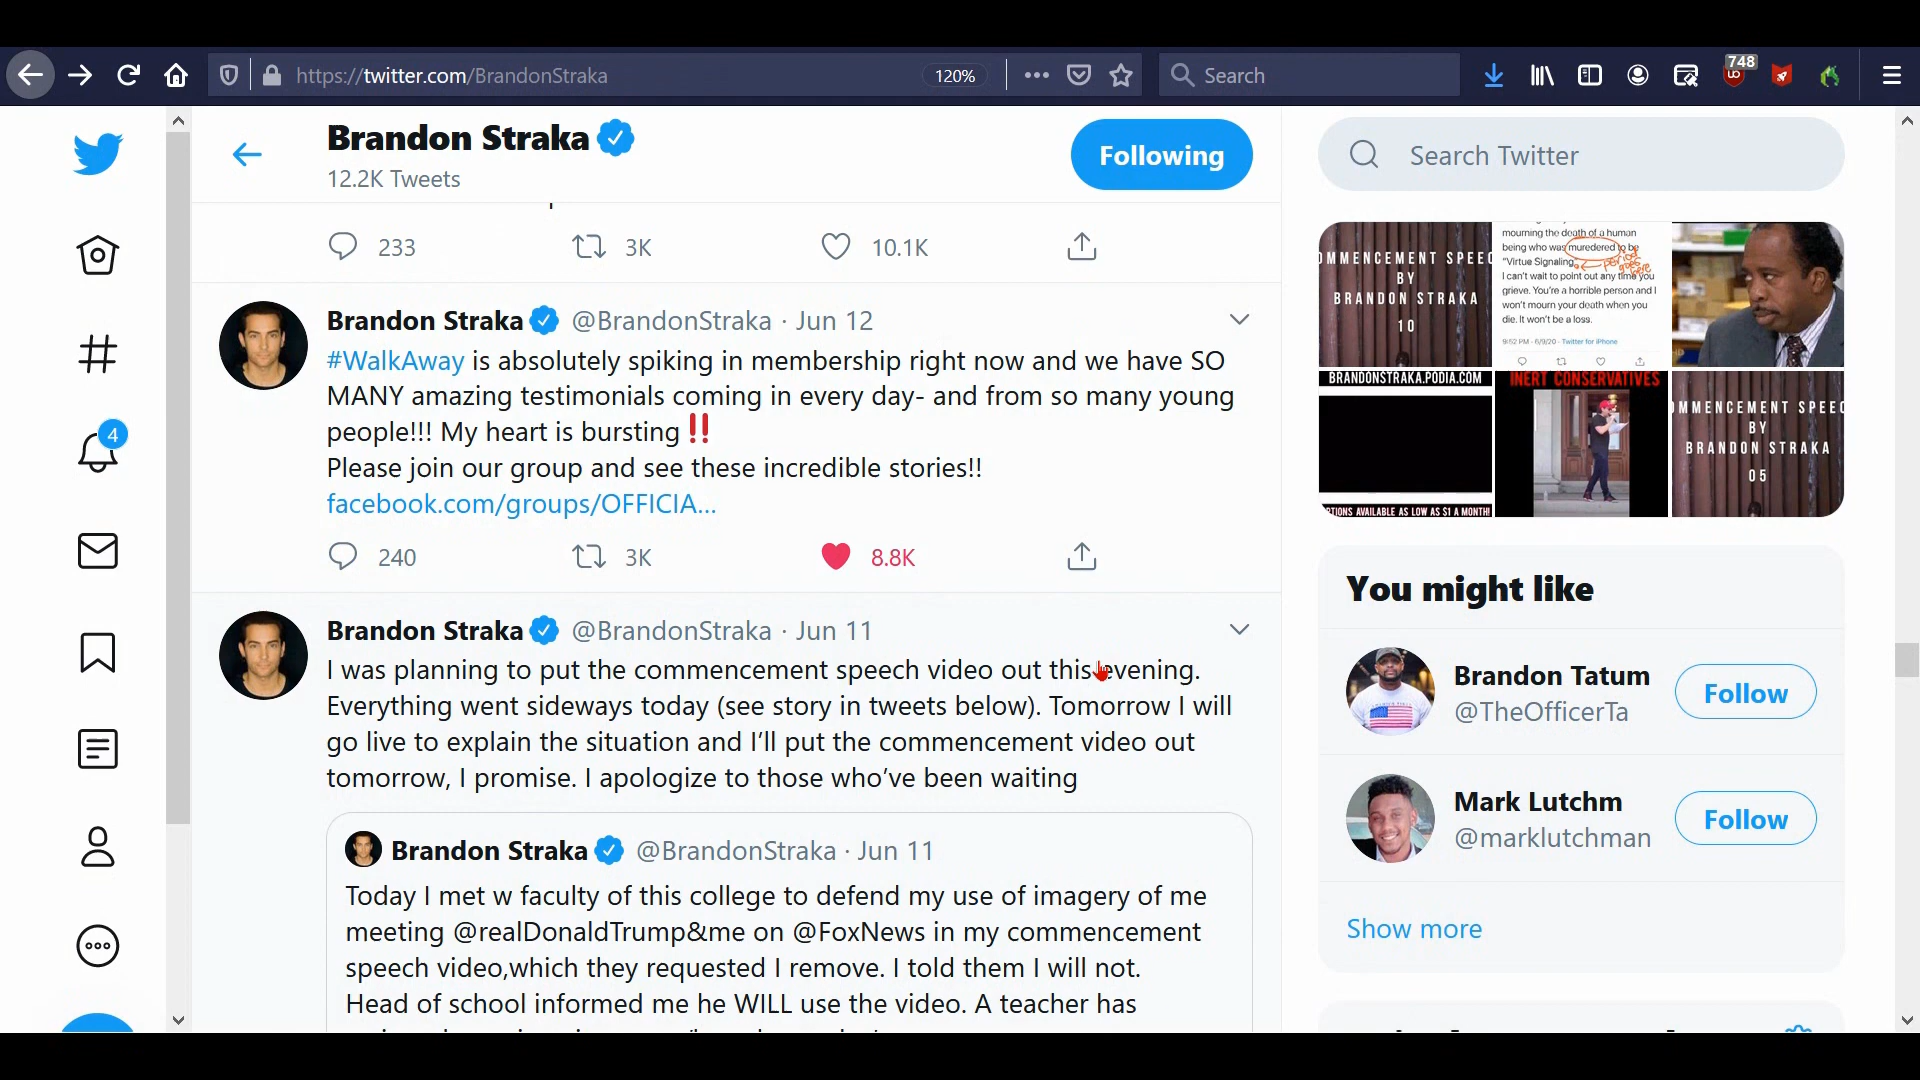 https://twitter.com/BrandonStraka
120%
Search
748
Brandon Straka
12.2K Tweets
Following
233
3K
10.1K
Brandon Straka @BrandonStraka · Jun 12
#WalkAway is absolutely spiking in membership right now and we have SO
MANY amazing testimonials coming in every day- and from so many young
people!!! My heart is bursting ‼
Please join our group and see these incredible stories!!
facebook.com/groups/OFFICIA...
240
3K
8.8K
Brandon Straka @BrandonStraka · Jun 11
I was planning to put the commencement speech video out this evening.
Everything went sideways today (see story in tweets below). Tomorrow I will
go live to explain the situation and I’ll put the commencement video out
tomorrow, I promise. I apologize to those who’ve been waiting
Brandon Straka @BrandonStraka · Jun 11
Today I met w faculty of this college to defend my use of imagery of me
meeting @realDonaldTrump&me on @FoxNews in my commencement
speech video,which they requested I remove. I told them I will not.
Head of school informed me he WILL use the video. A teacher has
4
Search Twitter
OMMENCEMENT SPEEC
BY
BRANDON STRAKA
10
mourning the death of a human
being who was muredered to be
"Virtue Signaling
period goes here
I can't wait to point out any time you
grieve. You're a horrible person and I
won't mourn your death when you
die. It won't be a loss.
9:52 PM · 6/9/20 · Twitter for iPhone
BRANDONSTRAKA.PODIA.COM
TIONS AVAILABLE AS LOW AS $1 A MONTH!
INERT CONSERVATIVES
OMMENCEMENT SPEEC
BY
BRANDON STRAKA
05
You might like
Brandon Tatum
@TheOfficerTa
Follow
Mark Lutchm
@marklutchman
Follow
Show more